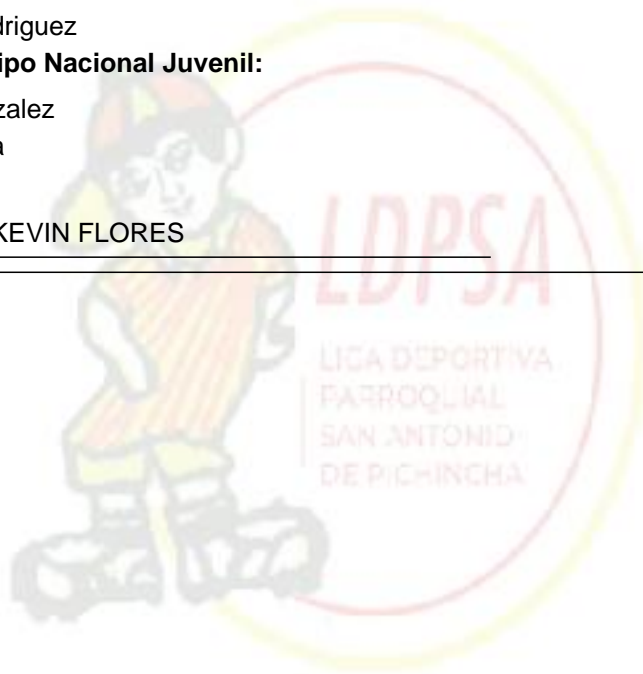 driguez
ipo Nacional Juvenil:
zalez
a
KEVIN FLORES
LDPSA
LIGA DEPORTIVA
PARROQUIAL
SAN ANTONIO
DE PICHINCHA